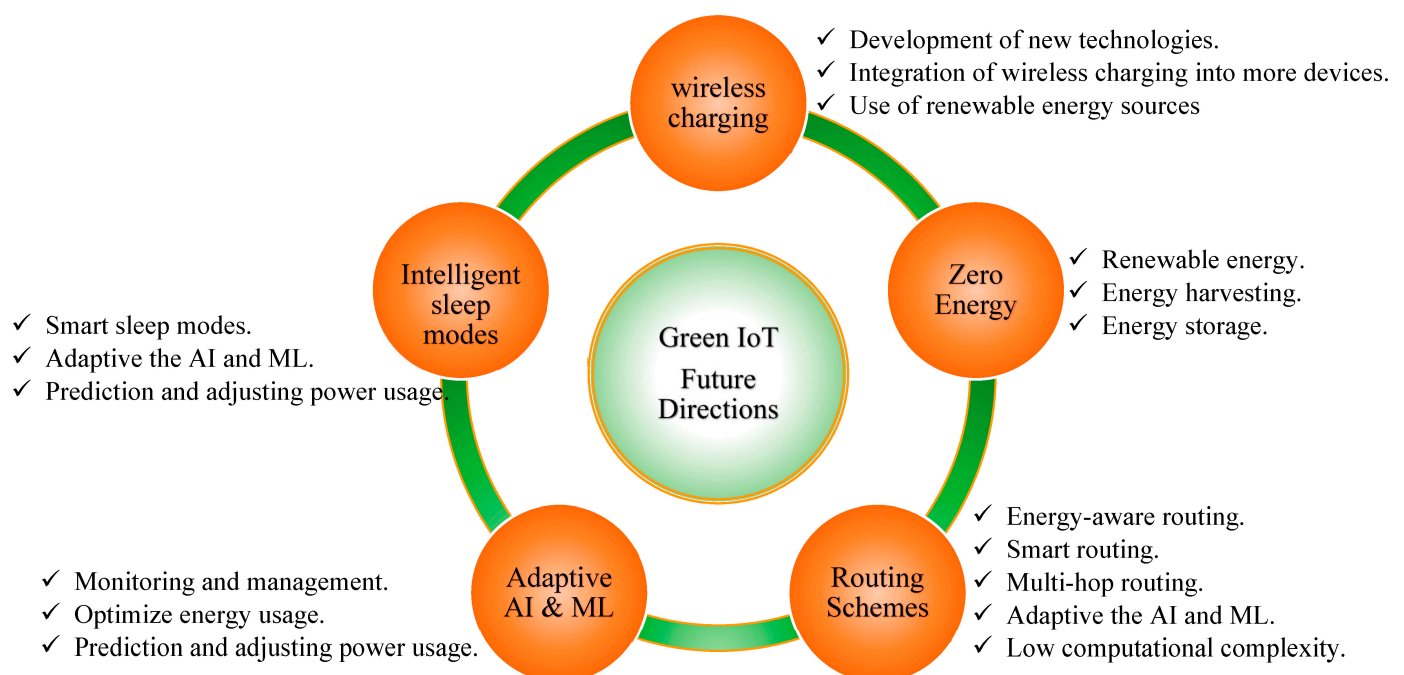 wireless
charging
Development of new technologies.
Integration of wireless charging into more devices.
Use of renewable energy sources
Zero
Energy
Renewable energy.
Energy harvesting.
Energy storage.
Routing
Schemes
Energy-aware routing.
Smart routing.
Multi-hop routing.
Adaptive the AI and ML.
Low computational complexity.
Adaptive
AI & ML
Monitoring and management.
Optimize energy usage.
Prediction and adjusting power usage.
Intelligent
sleep
modes
Smart sleep modes.
Adaptive the AI and ML.
Prediction and adjusting power usage.
Green IoT
Future
Directions